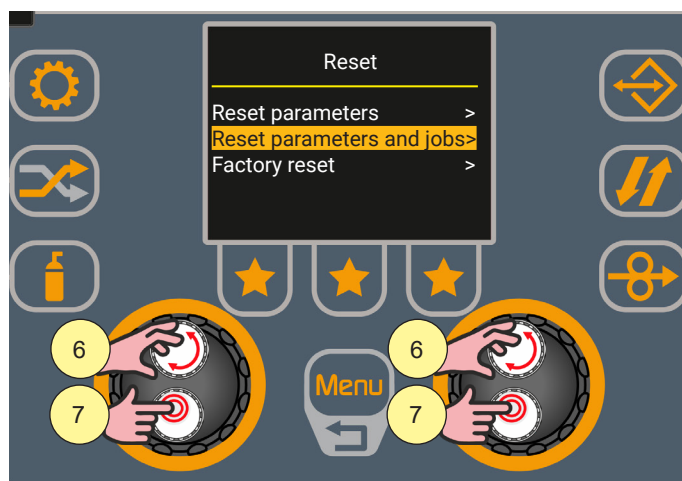 Reset
Reset parameters >
Reset parameters and jobs>
Factory reset >
6
6
7
7
Menu